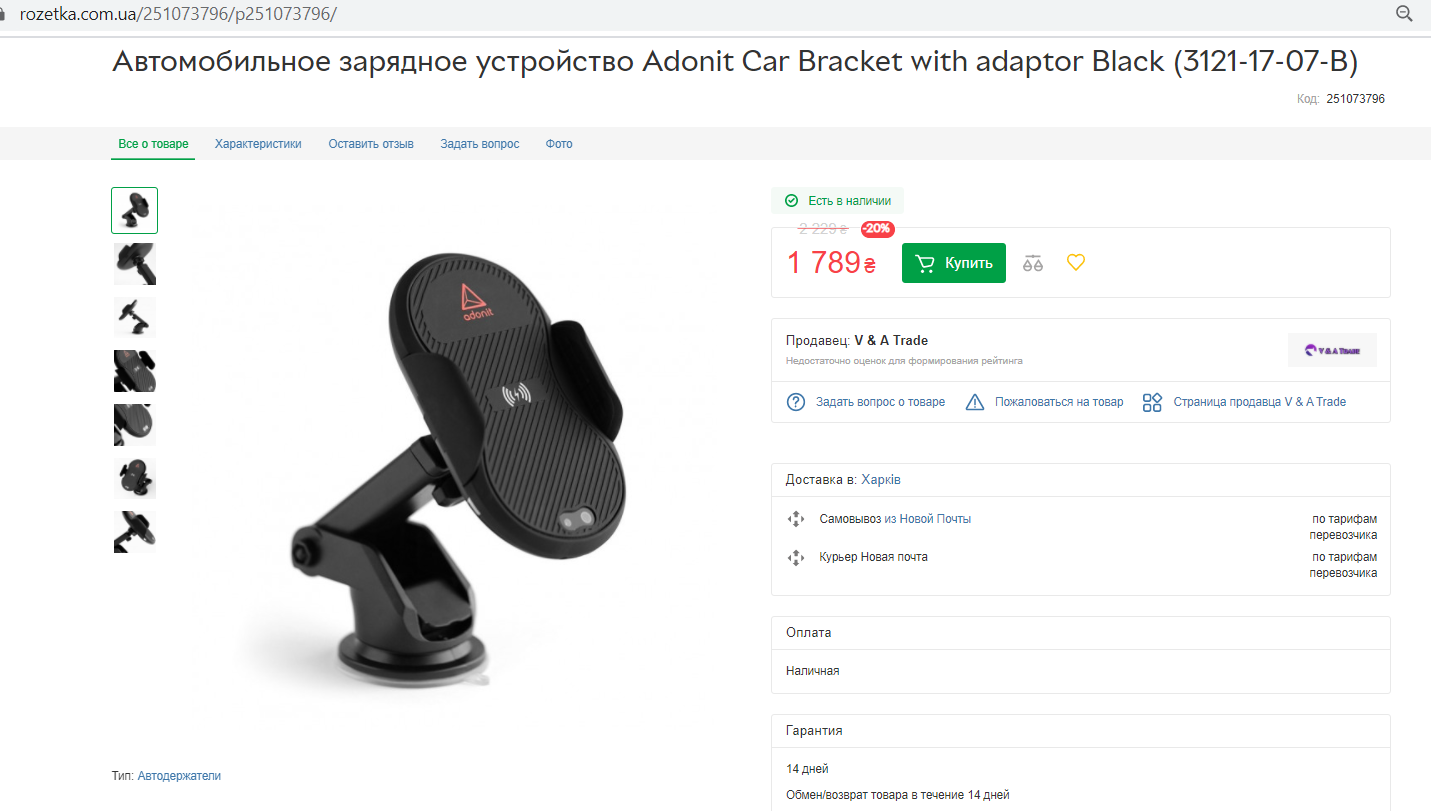 rozetka.com.ua/251073796/p251073796/
Автомобильное зарядное устройство Adonit Car Bracket with adaptor Black (3121-17-07-B)
Код: 251073796
Все о товаре Характеристики Оставить отзыв Задать вопрос Фото
Есть в наличии
2 229 ₴ -20%
1 789 ₴ Купить
adonit
Продавец: V & A Trade
Недостаточно оценок для формирования рейтинга
V & A Trade
Задать вопрос о товаре Пожаловаться на товар Страница продавца V & A Trade
Доставка в: Харків
Самовывоз из Новой Почты по тарифам
перевозчика
Курьер Новая почта по тарифам
перевозчика
Оплата
Наличная
Гарантия
14 дней
Обмен/возврат товара в течение 14 дней
Тип: Автодержатели